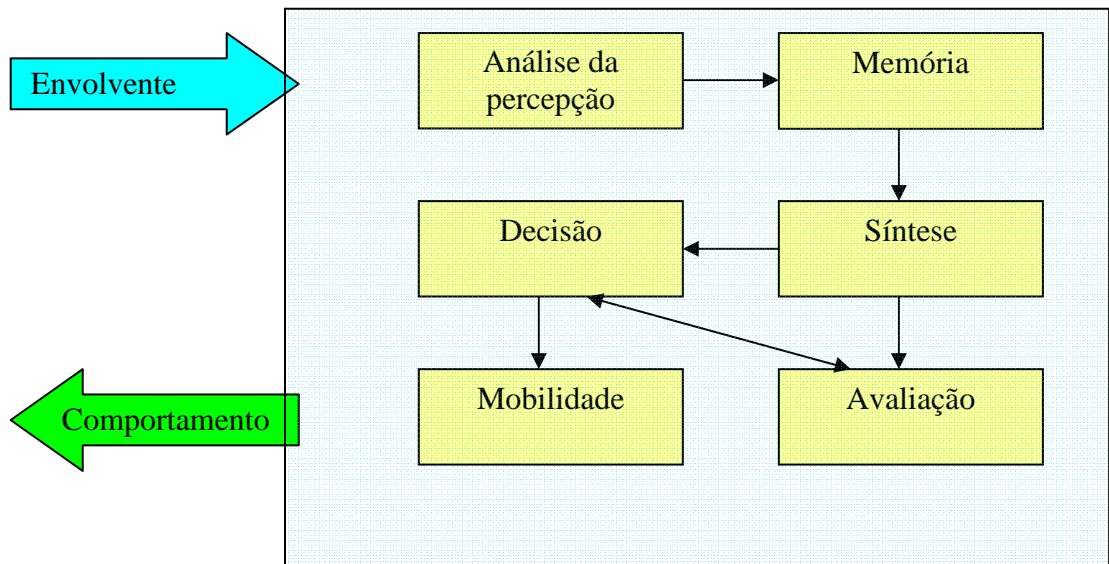 Envolvente
Análise da
percepção
Memória
Decisão
Síntese
Comportamento
Mobilidade
Avaliação